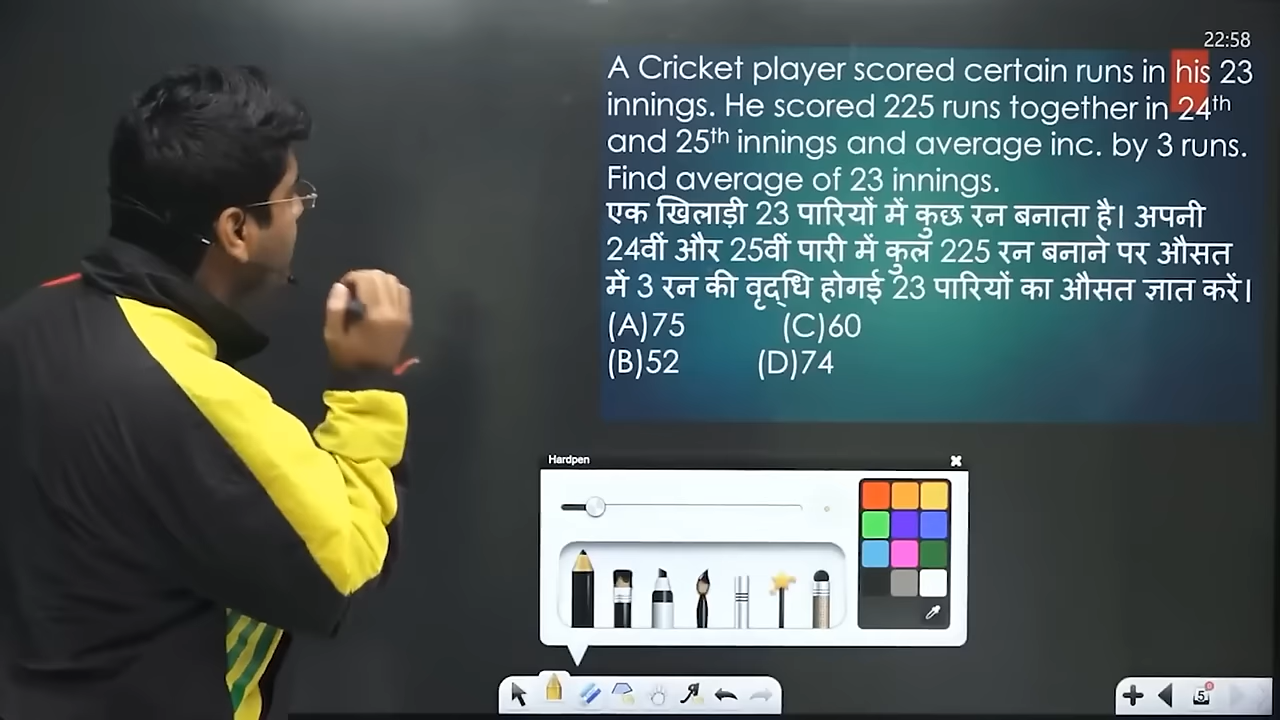 22:58
A Cricket player scored certain runs in his 23
innings. He scored 225 runs together in 24th
and 25th innings and average inc. by 3 runs.
Find average of 23 innings.
एक खिलाड़ी 23 पारियों में कुछ रन बनाता है। अपनी
24वीं और 25वीं पारी में कुल 225 रन बनाने पर औसत
में 3 रन की वृद्धि होगई 23 पारियों का औसत ज्ञात करें।
(A)75 (C)60
(B)52 (D)74
Hardpen
5